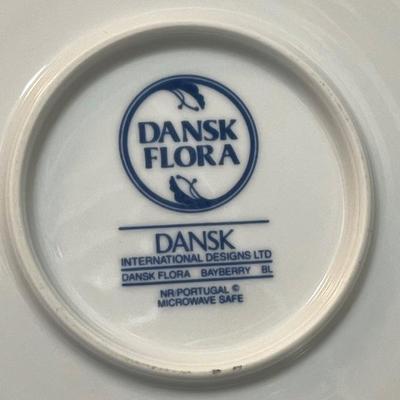 DANSK
FLORA
DANSK
INTERNATIONAL DESIGNS LTD
DANSK FLORA BAYBERRY BL
NR/PORTUGAL ©
MICROWAVE SAFE